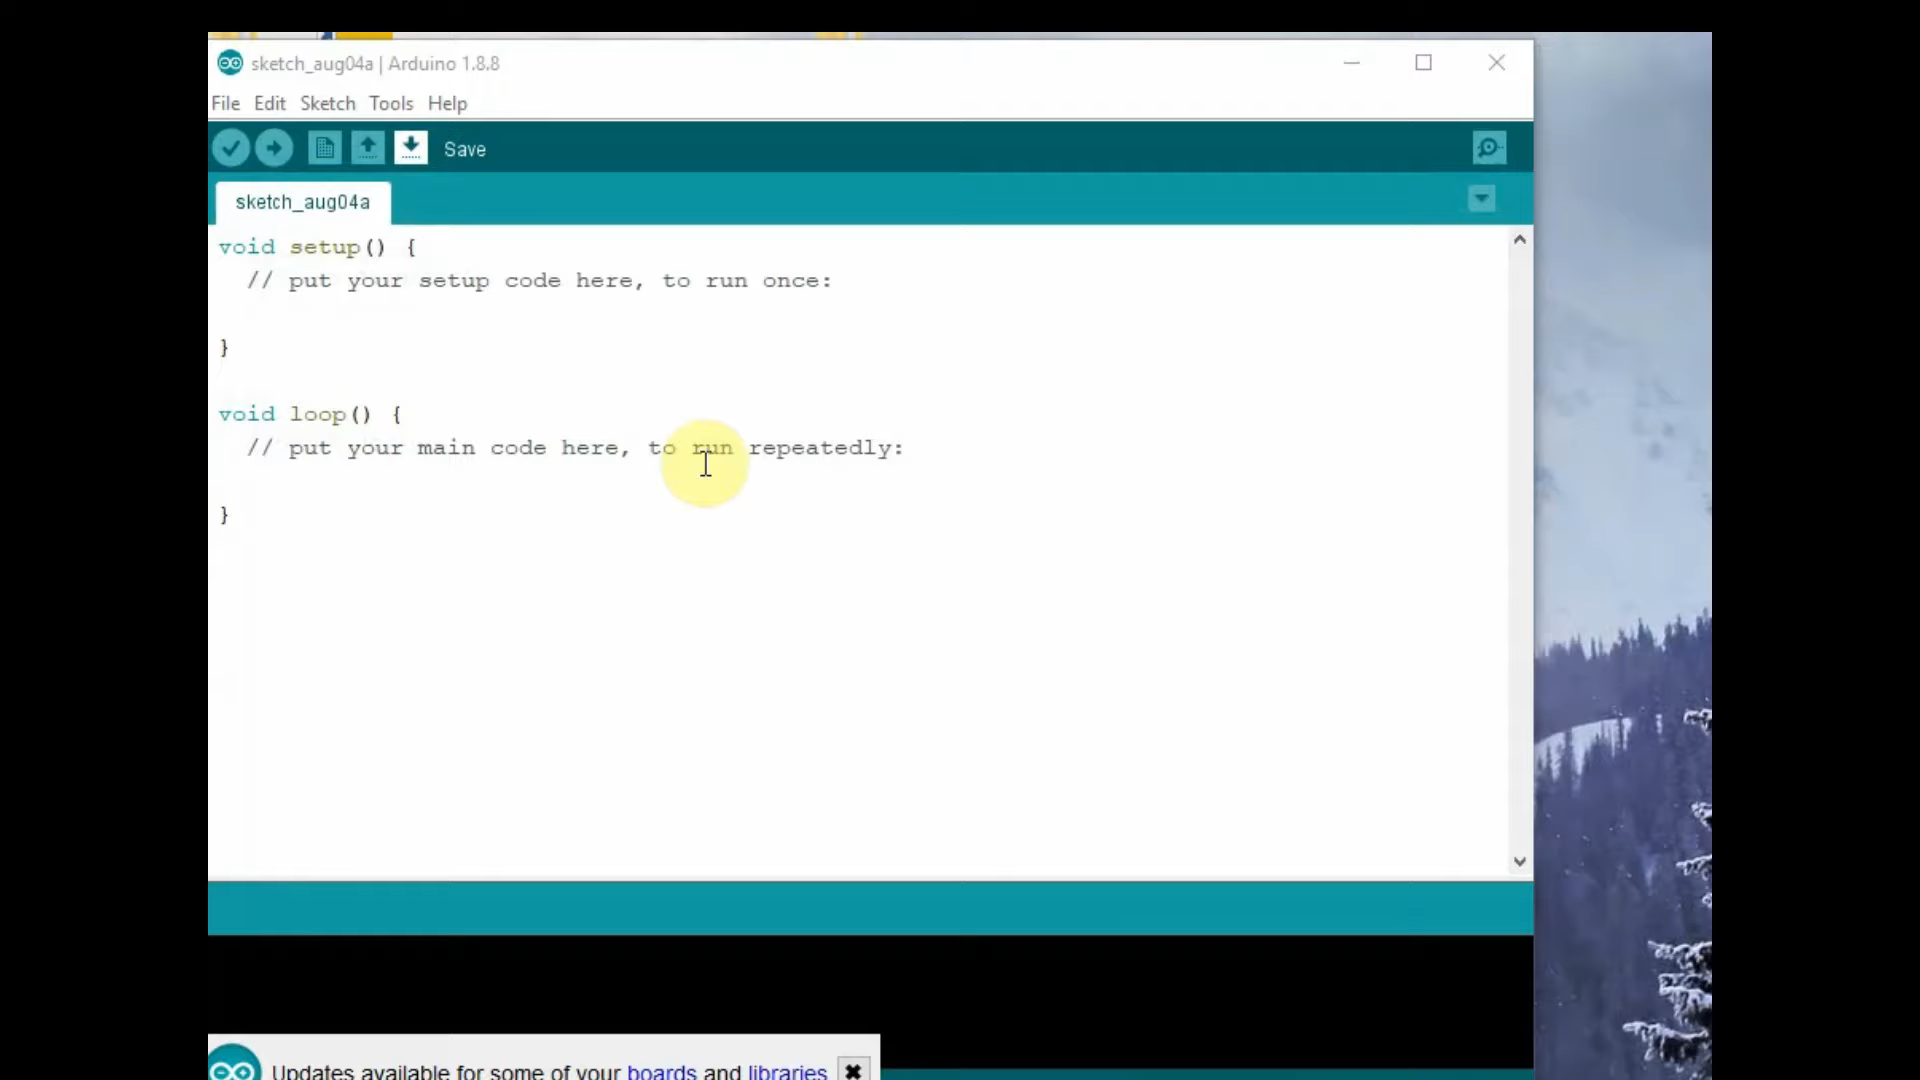 sketch_aug04a | Arduino 1.8.8
File Edit Sketch Tools Help
Save
sketch_aug04a
void setup() {
// put your setup code here, to run once:
}
void loop() {
// put your main code here, to run repeatedly:
}
Updates available for some of your boards and libraries